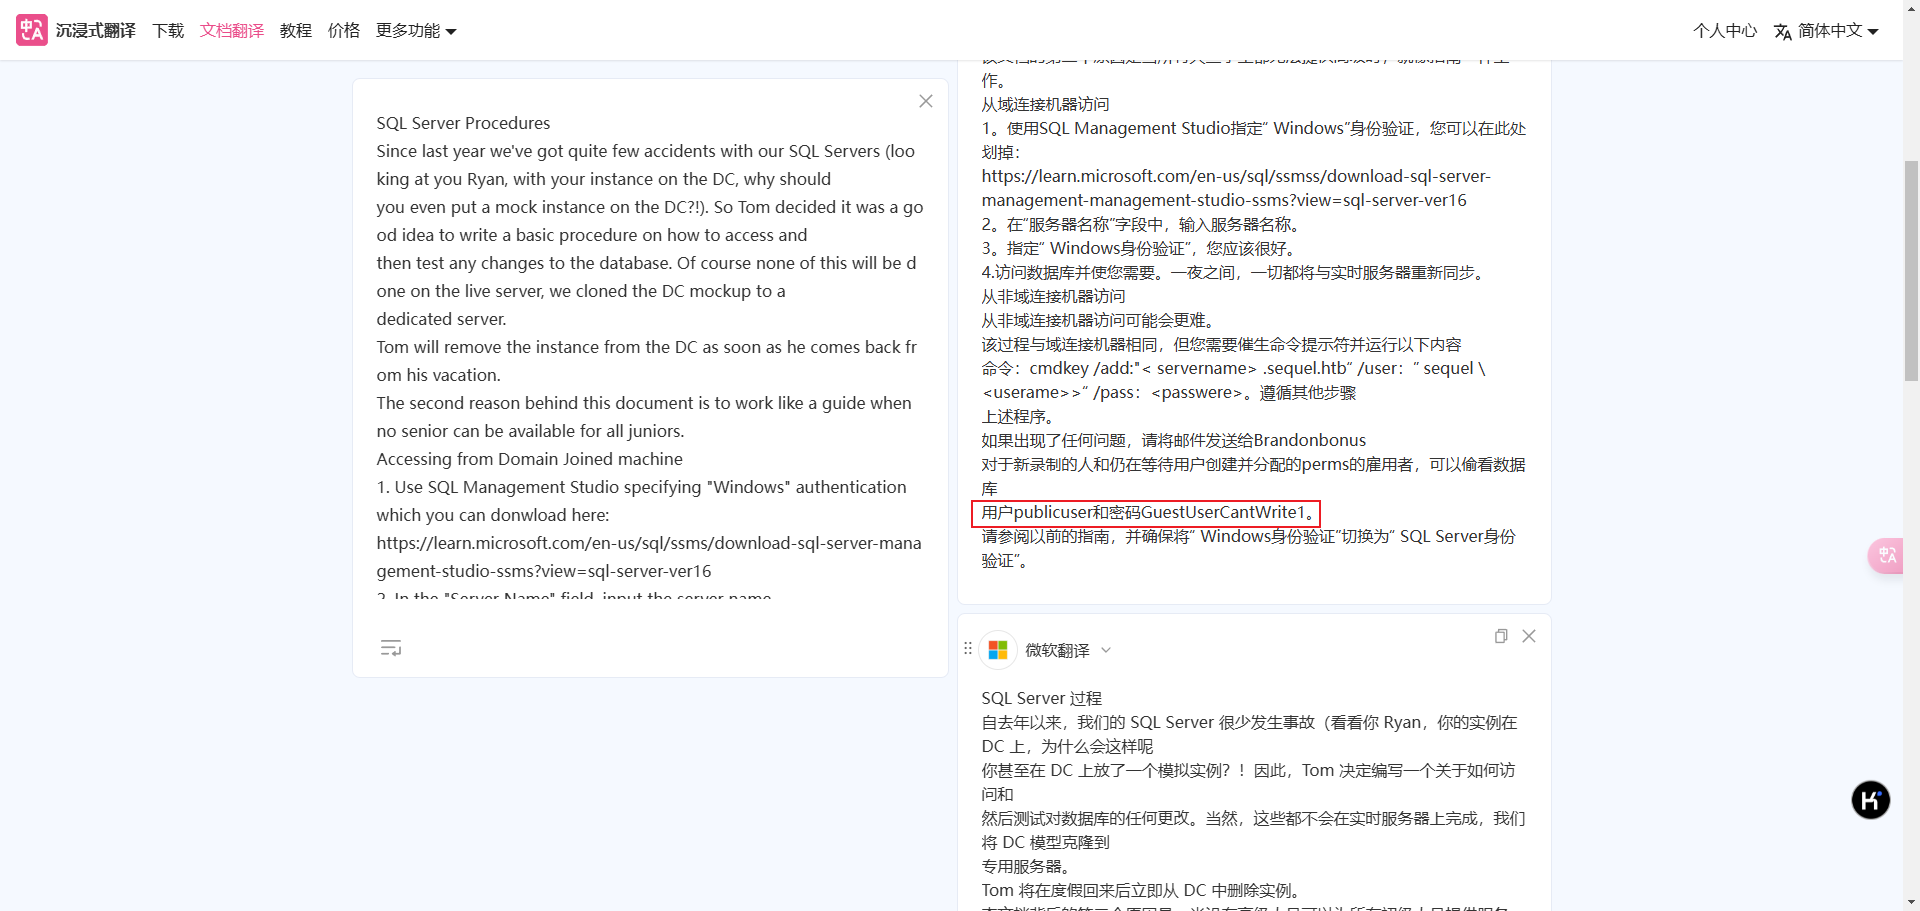 沉浸式翻译 下载 文档翻译 教程 价格 更多功能 个人中心 简体中文
SQL Server Procedures
Since last year we've got quite few accidents with our SQL Servers (loo
king at you Ryan, with your instance on the DC, why should
you even put a mock instance on the DC?!). So Tom decided it was a go
od idea to write a basic procedure on how to access and
then test any changes to the database. Of course none of this will be d
one on the live server, we cloned the DC mockup to a
dedicated server.
Tom will remove the instance from the DC as soon as he comes back fr
om his vacation.
The second reason behind this document is to work like a guide when
no senior can be available for all juniors.
Accessing from Domain Joined machine
1. Use SQL Management Studio specifying "Windows" authentication
which you can donwload here:
https://learn.microsoft.com/en-us/sql/ssms/download-sql-server-mana
gement-studio-ssms?view=sql-server-ver16
2. In the "Server Name" field, input the server name.
作。
从域连接机器访问
1。使用SQL Management Studio指定” Windows”身份验证，您可以在此处
划掉：
https://learn.microsoft.com/en-us/sql/ssmss/download-sql-server-
management-management-studio-ssms?view=sql-server-ver16
2。在“服务器名称”字段中，输入服务器名称。
3。指定” Windows身份验证”，您应该很好。
4.访问数据库并使您需要。一夜之间，一切都将与实时服务器重新同步。
从非域连接机器访问
从非域连接机器访问可能会更难。
该过程与域连接机器相同，但您需要催生命令提示符并运行以下内容
命令：cmdkey /add:"< servername> .sequel.htb“ /user：” sequel \
<userame>>“ /pass：<passwere>。遵循其他步骤
上述程序。
如果出现了任何问题，请将邮件发送给Brandonbonus
对于新录制的人和仍在等待用户创建并分配的perms的雇用者，可以偷看数据
库
用户publicuser和密码GuestUserCantWrite1。
请参阅以前的指南，并确保将“ Windows身份验证”切换为“ SQL Server身份
验证”。
微软翻译
SQL Server 过程
自去年以来，我们的 SQL Server 很少发生事故（看看你 Ryan，你的实例在
DC 上，为什么会这样呢
你甚至在 DC 上放了一个模拟实例？！因此，Tom 决定编写一个关于如何访
问和
然后测试对数据库的任何更改。当然，这些都不会在实时服务器上完成，我们
将 DC 模型克隆到
专用服务器。
Tom 将在度假回来后立即从 DC 中删除实例。